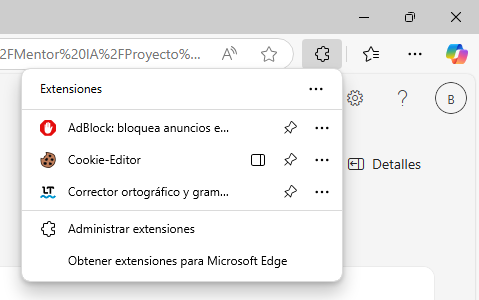 2FMentor%20IA%2FProyecto%...
Extensiones
B
AdBlock: bloquea anuncios e...
Cookie-Editor
Detalles
LT Corrector ortográfico y gram...
Administrar extensiones
Obtener extensiones para Microsoft Edge